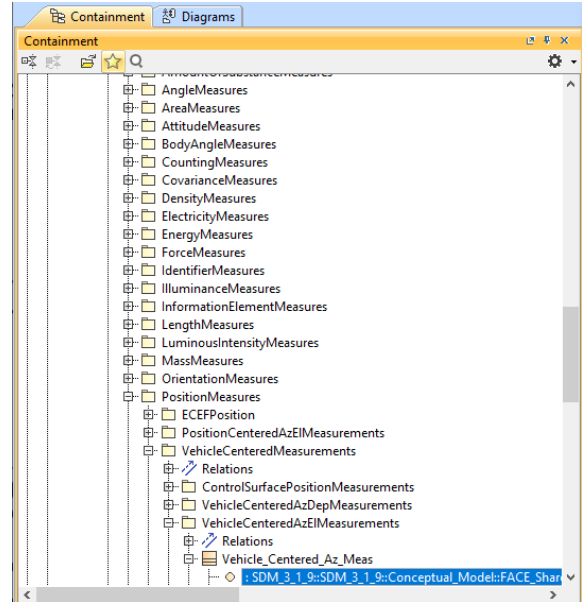 Containment Diagrams
Containment
AmountOfSubstanceMeasures
AngleMeasures
AreaMeasures
AttitudeMeasures
BodyAngleMeasures
CountingMeasures
CovarianceMeasures
DensityMeasures
ElectricityMeasures
EnergyMeasures
ForceMeasures
IdentifierMeasures
IlluminanceMeasures
InformationElementMeasures
LengthMeasures
LuminousIntensityMeasures
MassMeasures
OrientationMeasures
PositionMeasures
ECEFPosition
PositionCenteredAzElMeasurements
VehicleCenteredMeasurements
Relations
ControlSurfacePositionMeasurements
VehicleCenteredAzDepMeasurements
VehicleCenteredAzElMeasurements
Relations
Vehicle_Centered_Az_Meas
: SDM_3_1_9::SDM_3_1_9::Conceptual_Model::FACE_Shar